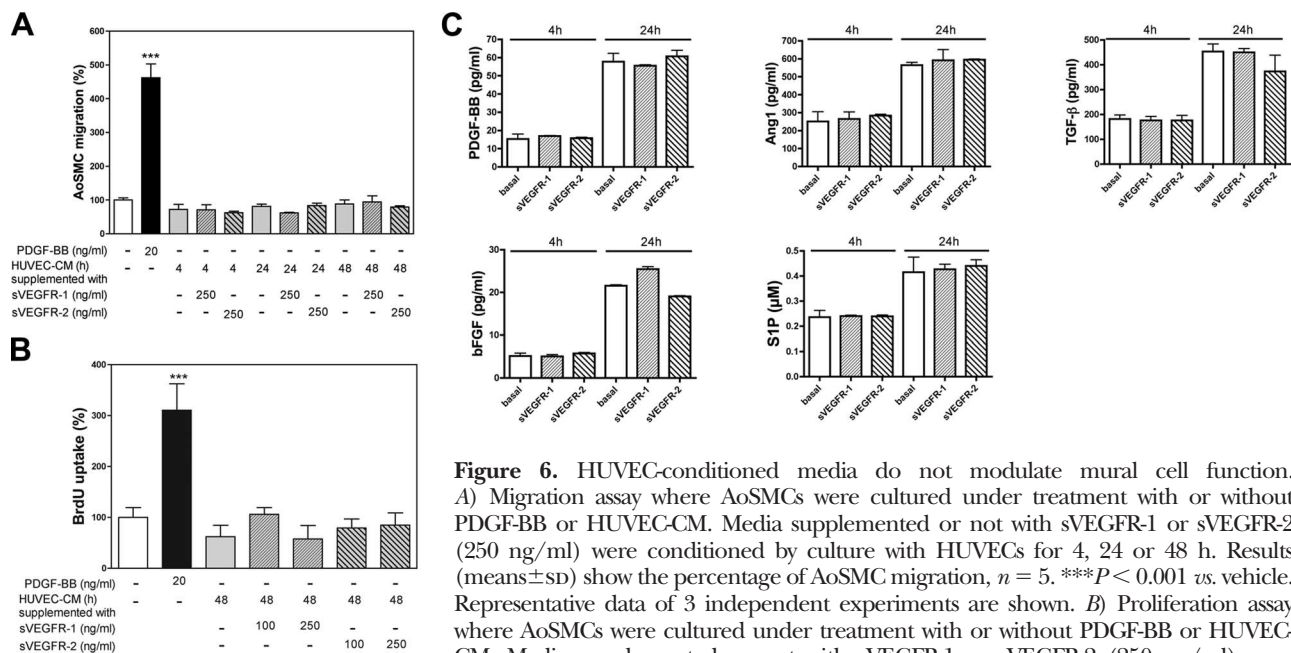 A
AoSMC migration (%)
600
500
400
300
200
100
0
***
PDGF-BB (ng/ml) – 20 – – – – – – – – –
HUVEC-CM (h) – – 4 4 4 24 24 24 48 48 48
supplemented with
sVEGFR-1 (ng/ml) – 250 – – 250 – – 250 –
sVEGFR-2 (ng/ml) – – 250 – – 250 – – 250
B
BrdU uptake (%)
400
300
200
100
0
***
PDGF-BB (ng/ml) – 20 – – – – –
HUVEC-CM (h) – – 48 48 48 48 48
supplemented with
sVEGFR-1 (ng/ml) – 100 250 – –
sVEGFR-2 (ng/ml) – – – 100 250
C
4h 24h
PDGF-BB (pg/ml)
60
50
40
30
20
10
0
basal sVEGFR-1 sVEGFR-2 basal sVEGFR-1 sVEGFR-2
4h 24h
Ang1 (pg/ml)
900
800
700
600
500
400
300
200
100
0
basal sVEGFR-1 sVEGFR-2 basal sVEGFR-1 sVEGFR-2
4h 24h
TGF-β (pg/ml)
500
400
300
200
100
0
basal sVEGFR-1 sVEGFR-2 basal sVEGFR-1 sVEGFR-2
4h 24h
bFGF (pg/ml)
30
20
10
0
basal sVEGFR-1 sVEGFR-2 basal sVEGFR-1 sVEGFR-2
4h 24h
S1P (µM)
0.5
0.4
0.3
0.2
0.1
0.0
basal sVEGFR-1 sVEGFR-2 basal sVEGFR-1 sVEGFR-2
Figure 6. HUVEC-conditioned media do not modulate mural cell function.
A) Migration assay where AoSMCs were cultured under treatment with or without
PDGF-BB or HUVEC-CM. Media supplemented or not with sVEGFR-1 or sVEGFR-2
(250 ng/ml) were conditioned by culture with HUVECs for 4, 24 or 48 h. Results
(means±SD) show the percentage of AoSMC migration, n = 5. ***P < 0.001 vs. vehicle.
Representative data of 3 independent experiments are shown. B) Proliferation assay
where AoSMCs were cultured under treatment with or without PDGF-BB or HUVEC-